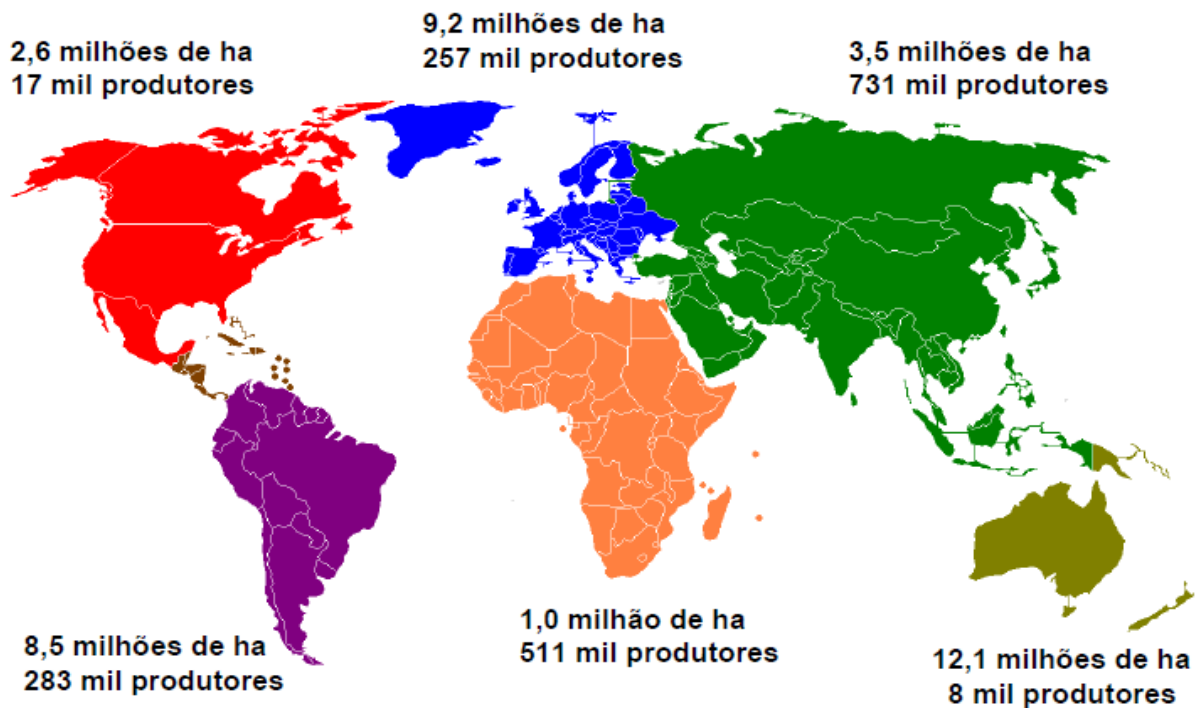 2,6 milhões de ha
17 mil produtores
9,2 milhões de ha
257 mil produtores
3,5 milhões de ha
731 mil produtores
8,5 milhões de ha
283 mil produtores
1,0 milhão de ha
511 mil produtores
12,1 milhões de ha
8 mil produtores